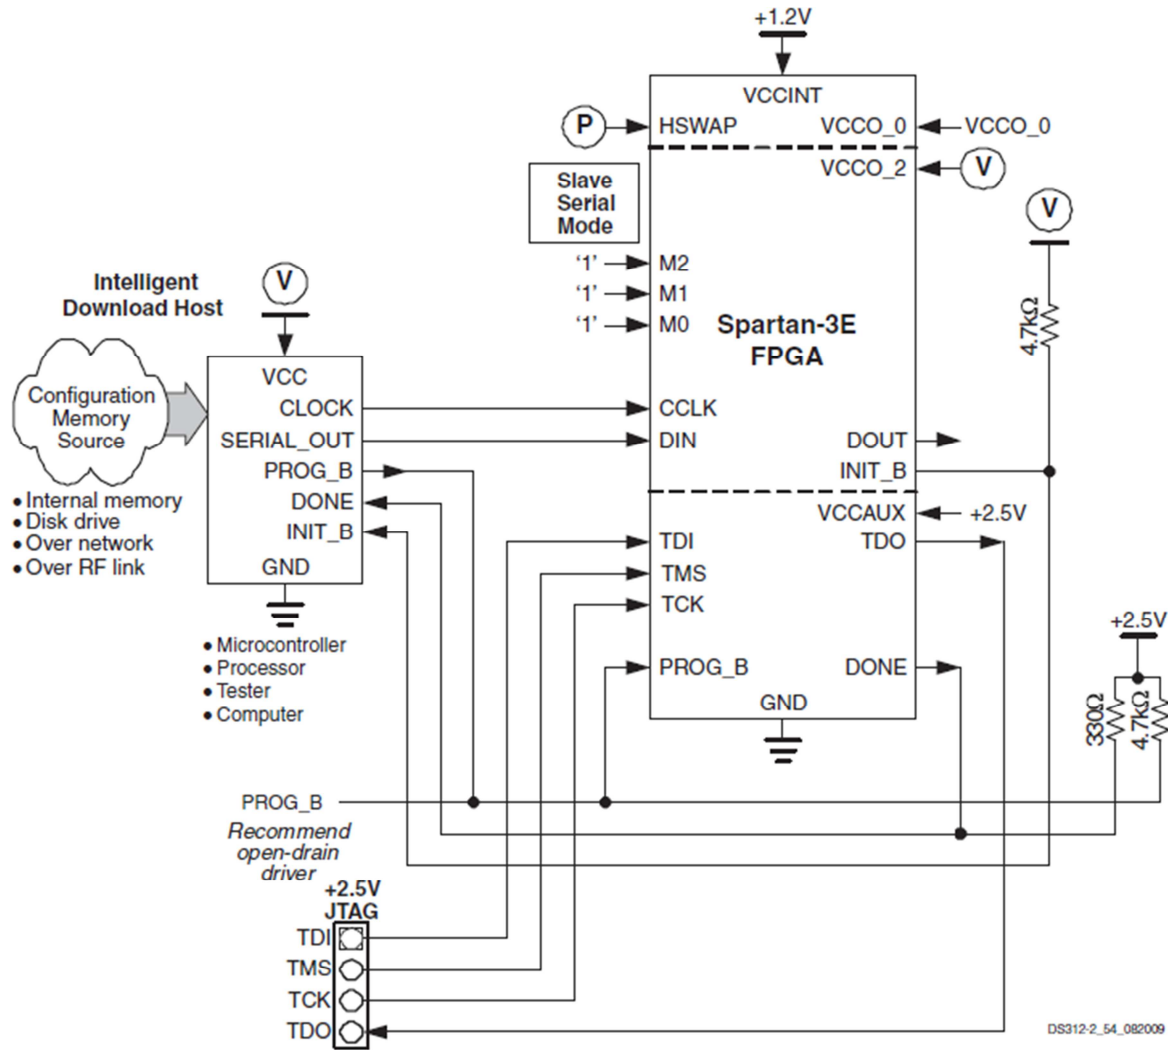 +1.2V
VCCINT
P
HSWAP
VCCO_0
VCCO_0
VCCO_2
V
Slave
Serial
Mode
V
'1'
M2
'1'
M1
'1'
M0
Spartan-3E
FPGA
4.7kΩ
Intelligent
Download Host
V
Configuration
Memory
Source
VCC
CLOCK
SERIAL_OUT
PROG_B
DONE
INIT_B
GND
CCLK
DIN
DOUT
INIT_B
• Internal memory
• Disk drive
• Over network
• Over RF link
VCCAUX
+2.5V
TDI
TDO
TMS
TCK
• Microcontroller
• Processor
• Tester
• Computer
PROG_B
DONE
GND
+2.5V
330Ω
4.7kΩ
PROG_B
Recommend
open-drain
driver
+2.5V
JTAG
TDI
TMS
TCK
TDO
DS312-2_54_082009